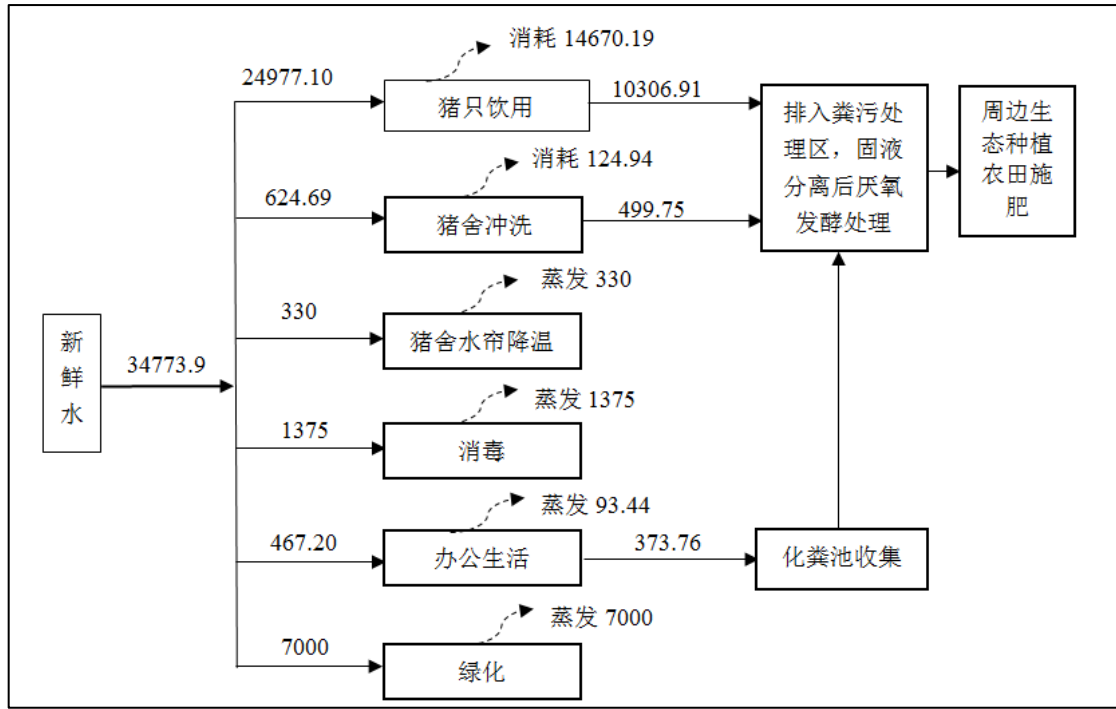 消耗 14670.19
24977.10
猪只饮用
10306.91
消耗 124.94
624.69
猪舍冲洗
499.75
排入粪污处
理区，固液
分离后厌氧
发酵处理
周边生
态种植
农田施
肥
蒸发 330
330
猪舍水帘降温
新
鲜
水
34773.9
蒸发 1375
1375
消毒
蒸发 93.44
467.20
办公生活
373.76
化粪池收集
蒸发 7000
7000
绿化